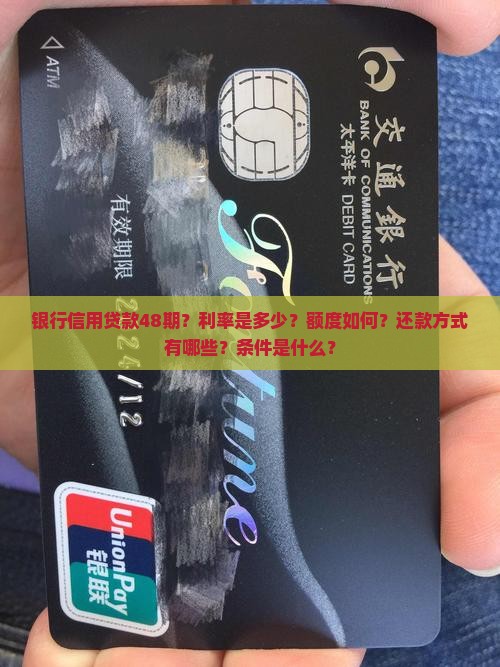 ATM
交通銀行
BANK OF COMMUNICATIONS
太平洋卡 DEBIT CARD
银行信用贷款48期？利率是多少？额度如何？还款方式
有哪些？条件是什么？
有效期限
/12
UnionPay
银联